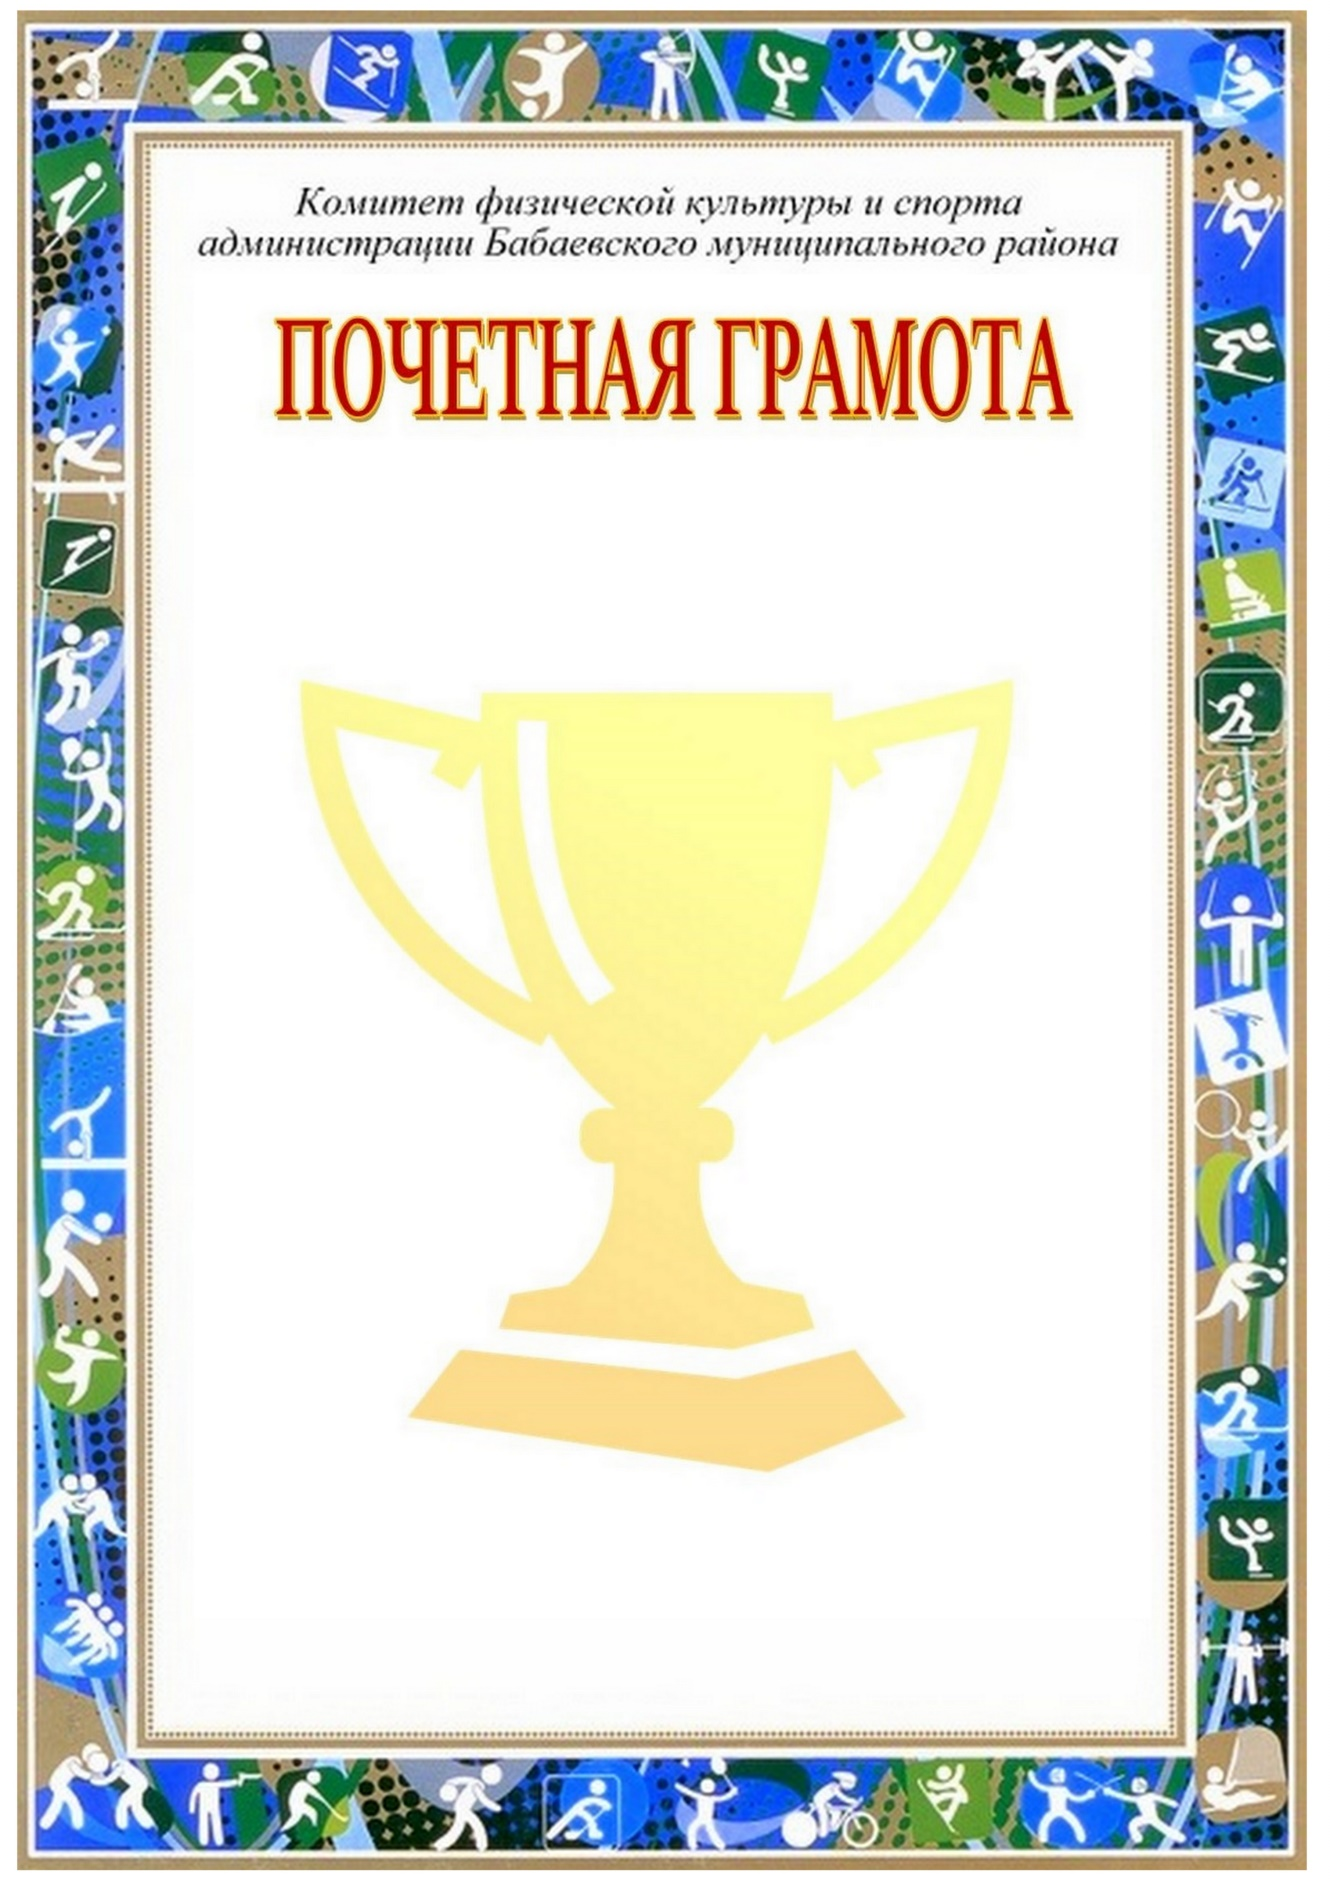 Комитет физической культуры и спорта
администрации Бабаевского муниципального района
ПОЧЕТНАЯ ГРАМОТА